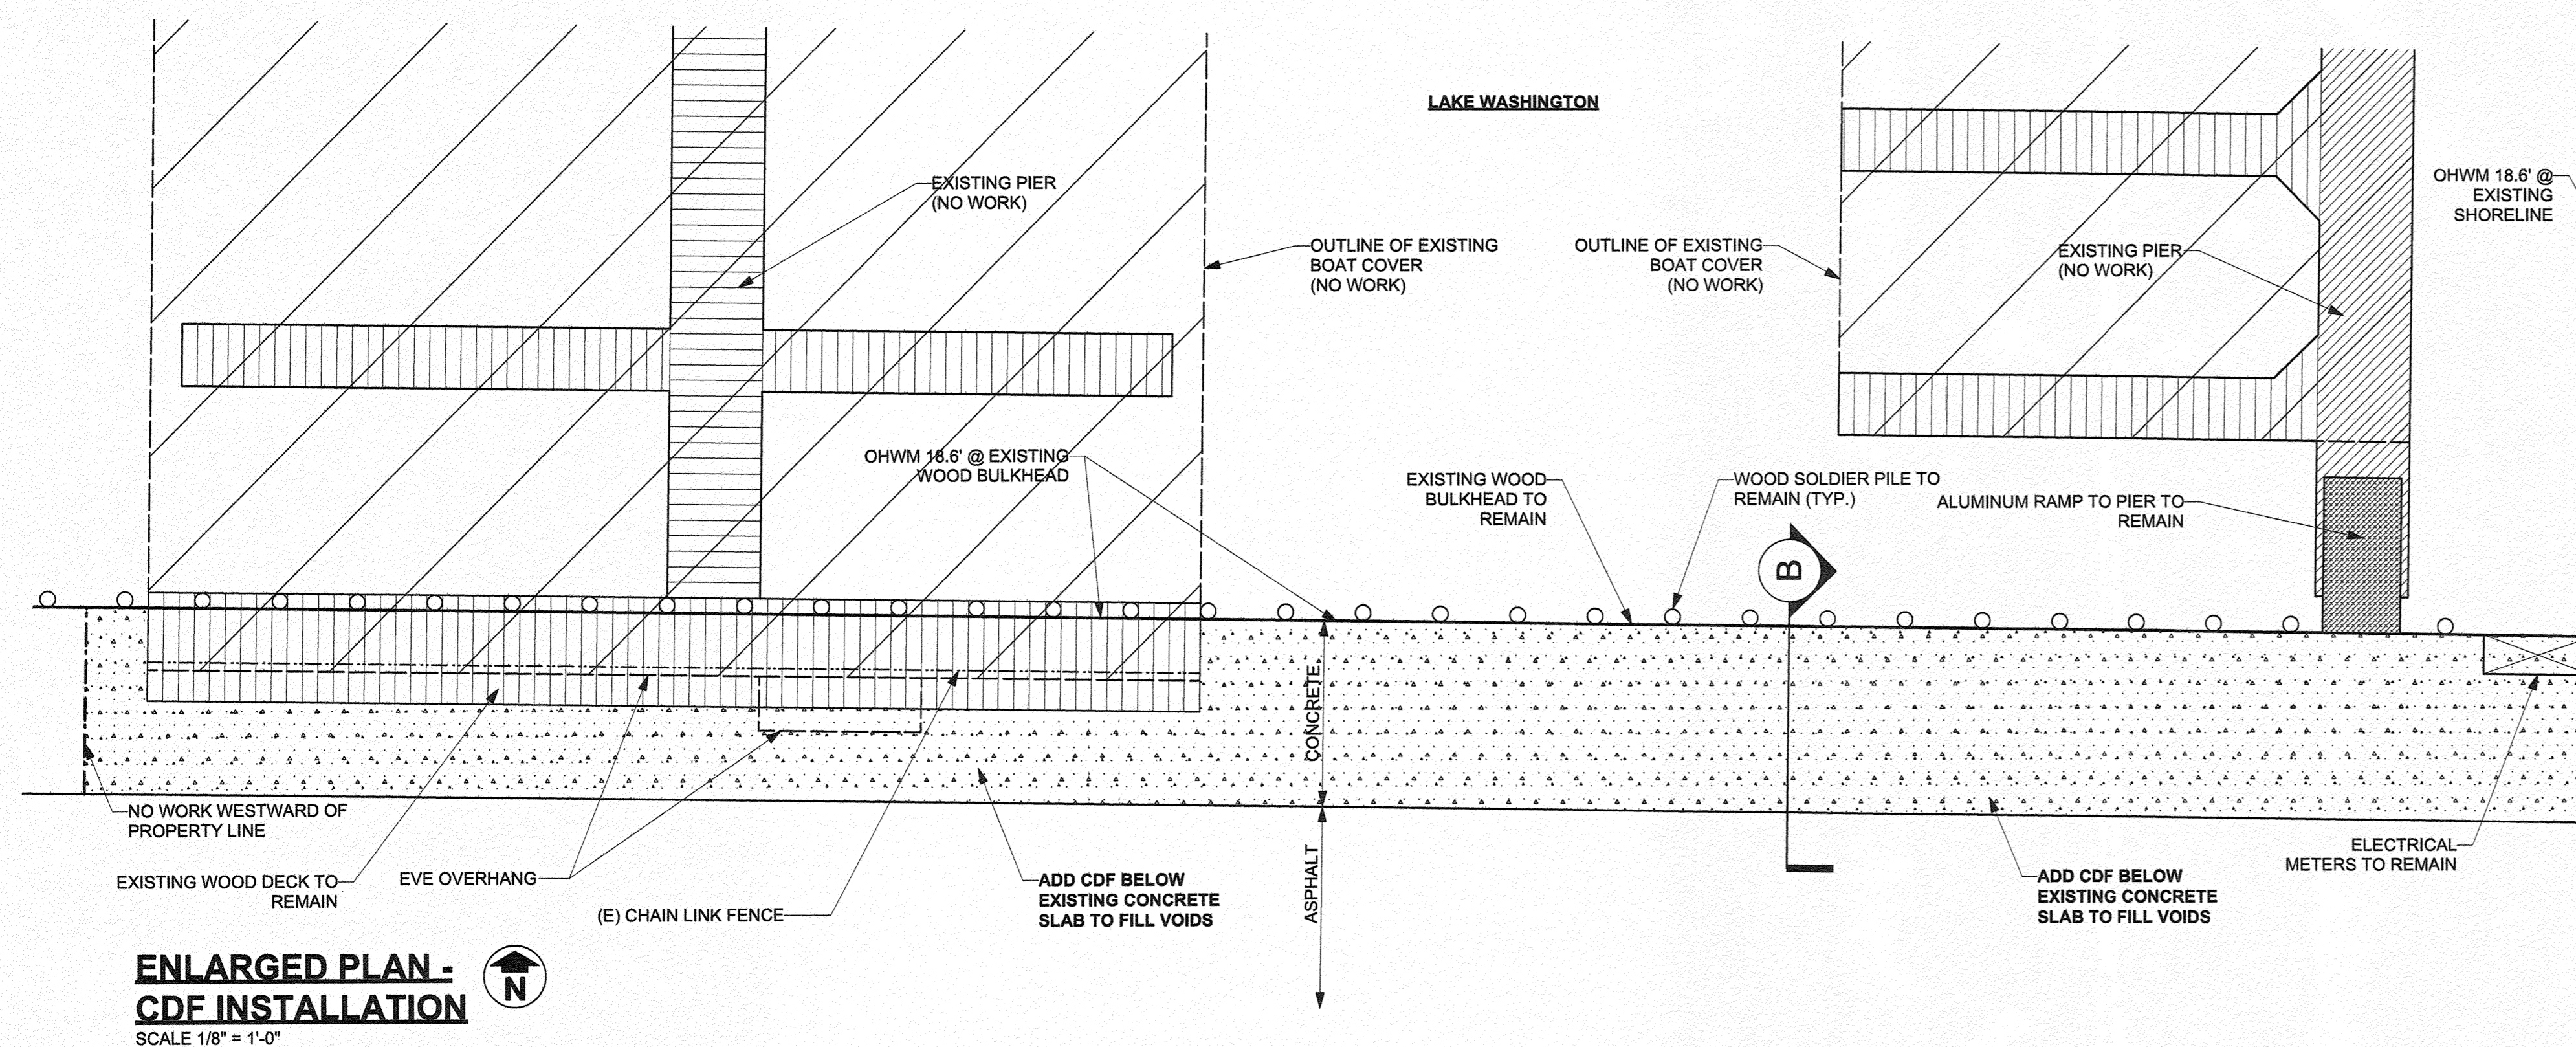 LAKE WASHINGTON
EXISTING PIER
(NO WORK)
OUTLINE OF EXISTING
BOAT COVER
(NO WORK)
OUTLINE OF EXISTING
BOAT COVER
(NO WORK)
EXISTING PIER
(NO WORK)
OHWM 18.6' @
EXISTING
SHORELINE
OHWM 18.6' @ EXISTING
WOOD BULKHEAD
EXISTING WOOD
BULKHEAD TO
REMAIN
WOOD SOLDIER PILE TO
REMAIN (TYP.)
ALUMINUM RAMP TO PIER TO
REMAIN
B
CONCRETE
ASPHALT
NO WORK WESTWARD OF
PROPERTY LINE
EXISTING WOOD DECK TO
REMAIN
EVE OVERHANG
(E) CHAIN LINK FENCE
ADD CDF BELOW
EXISTING CONCRETE
SLAB TO FILL VOIDS
ADD CDF BELOW
EXISTING CONCRETE
SLAB TO FILL VOIDS
ELECTRICAL
METERS TO REMAIN
ENLARGED PLAN -
CDF INSTALLATION
SCALE 1/8" = 1'-0"
N